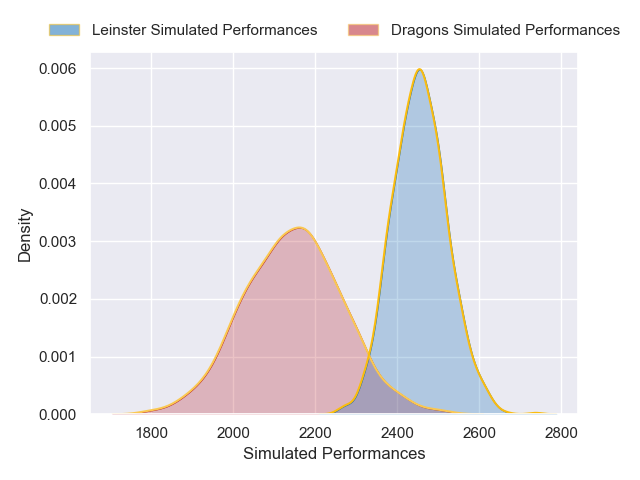 Leinster Simulated Performances Dragons Simulated Performances
0.006
0.005
0.004
0.003
0.002
0.001
0.000
Density
1800 2000 2200 2400 2600 2800
Simulated Performances